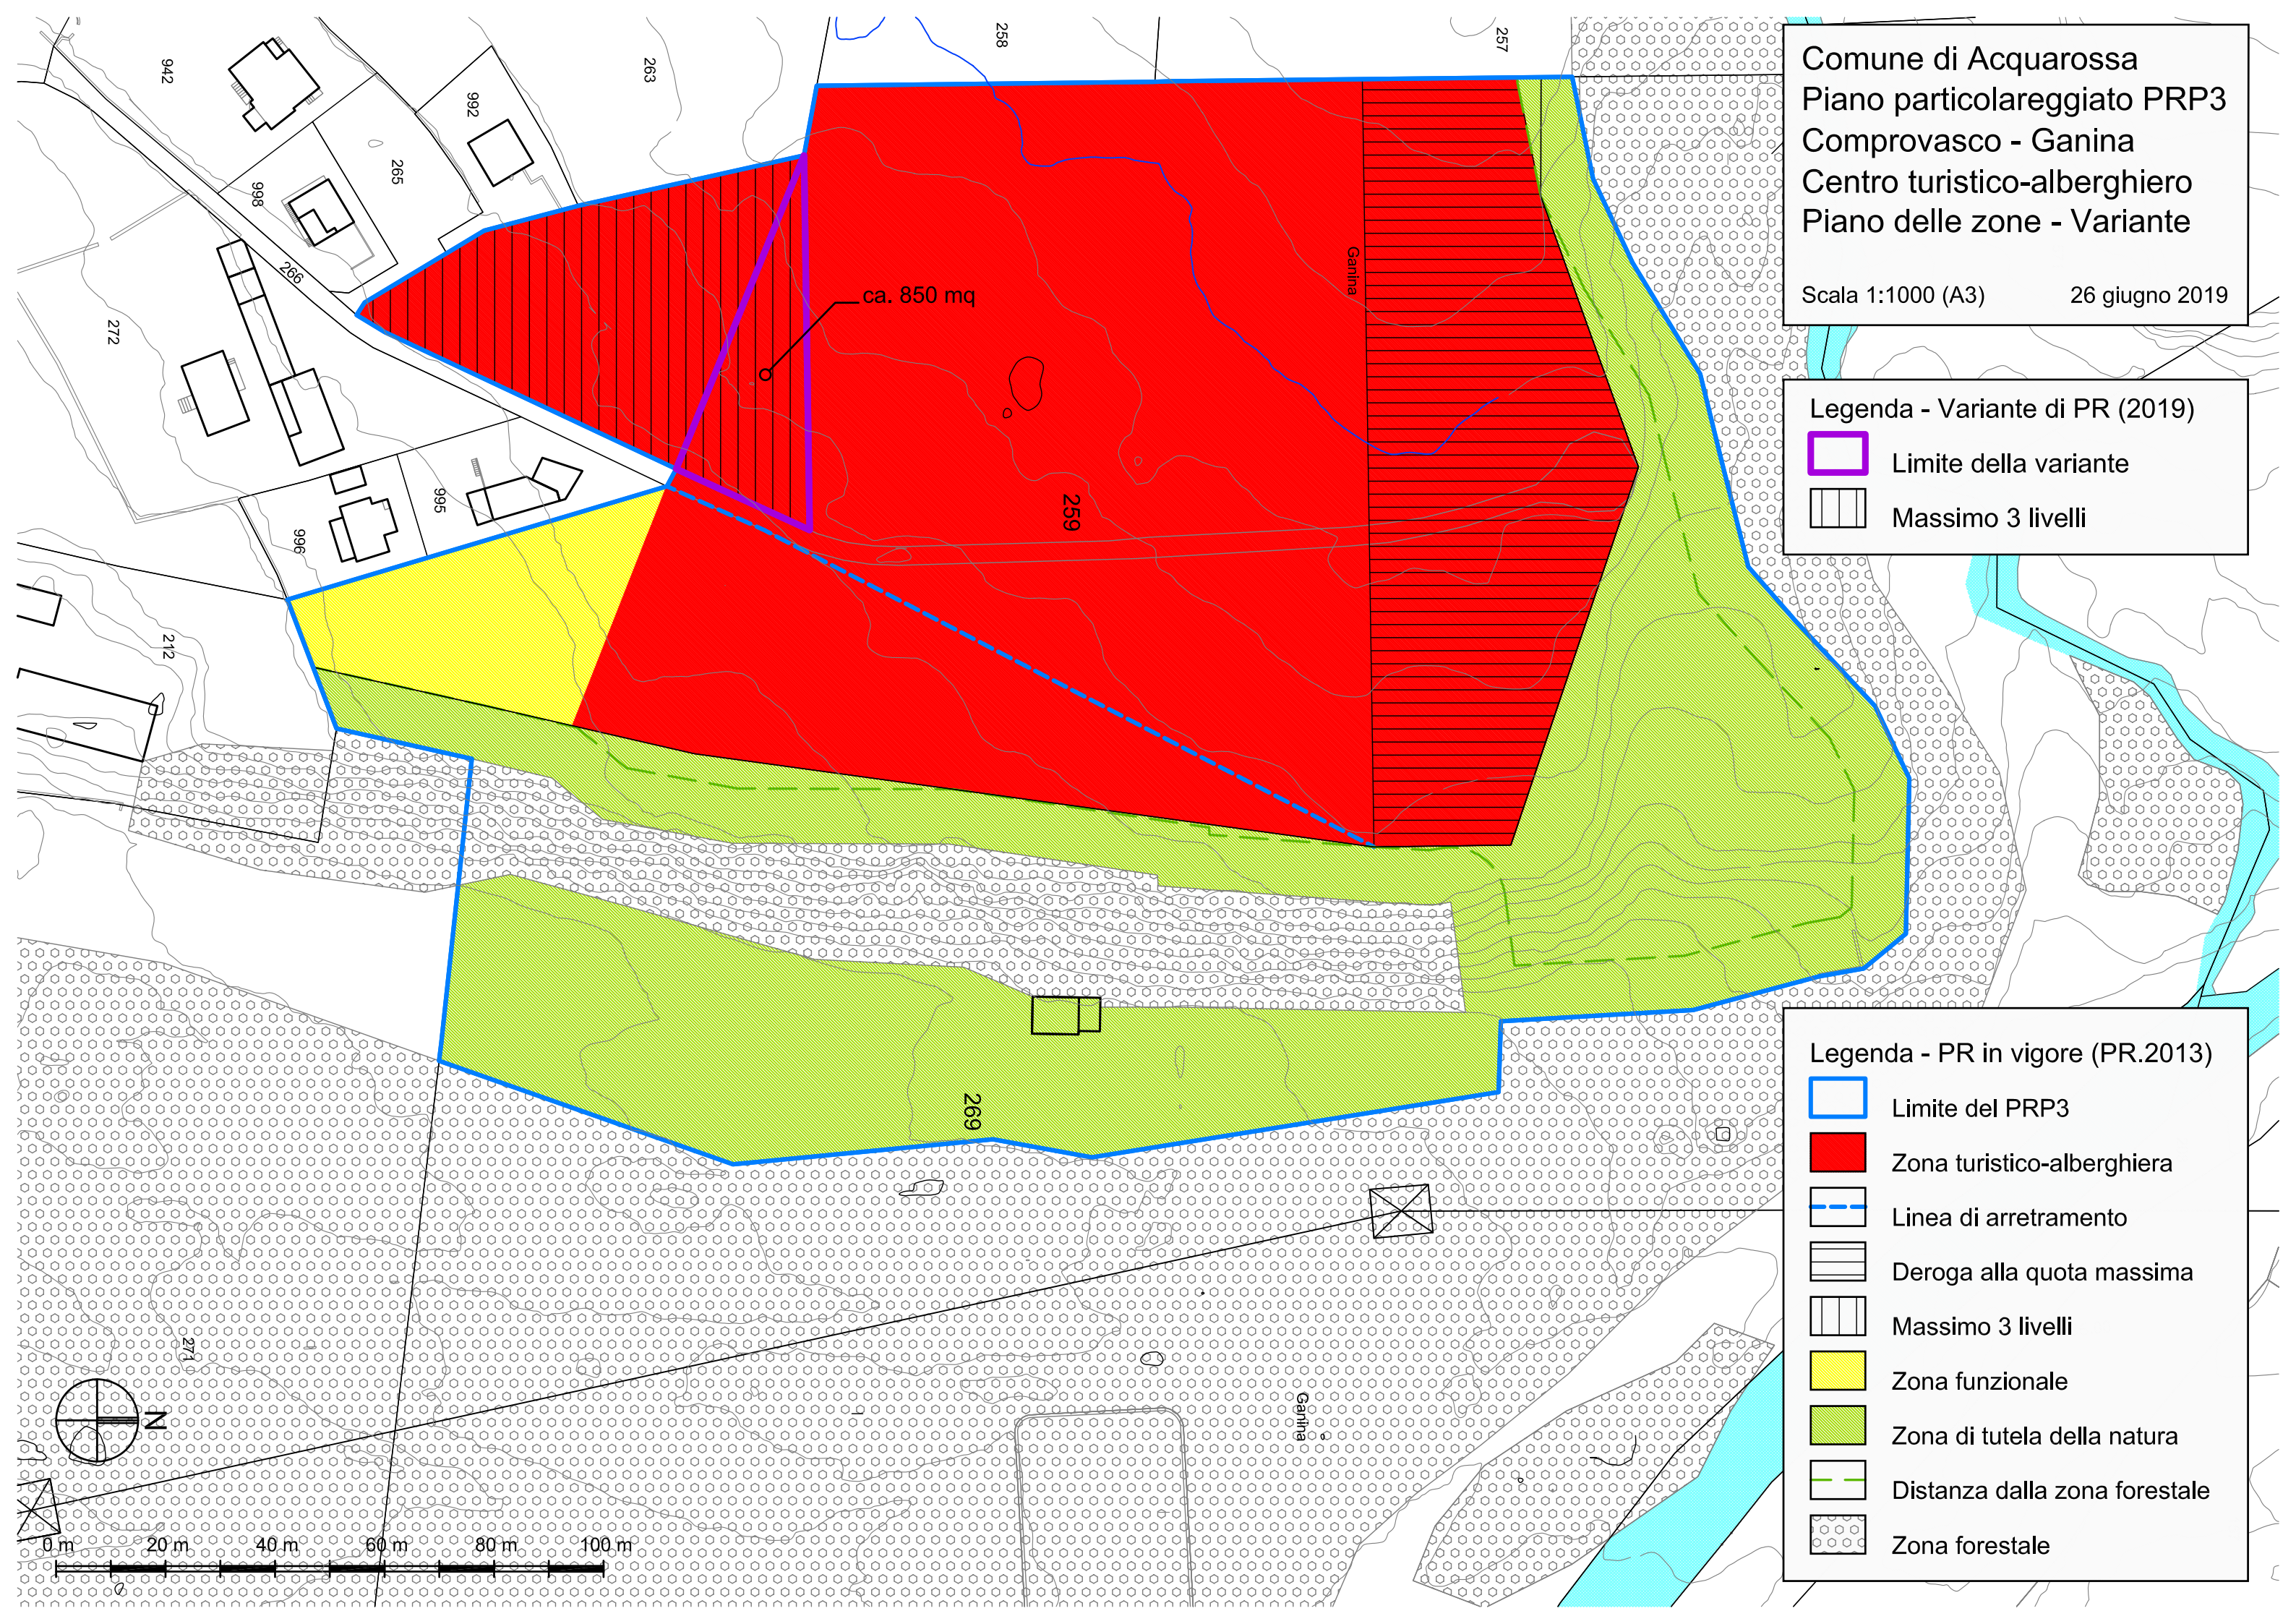 Comune di Acquarossa
Piano particolareggiato PRP3
Comprovasco - Ganina
Centro turistico-alberghiero
Piano delle zone - Variante
Scala 1:1000 (A3) 26 giugno 2019
Legenda - Variante di PR (2019)
Limite della variante
Massimo 3 livelli
Legenda - PR in vigore (PR.2013)
Limite del PRP3
Zona turistico-alberghiera
Linea di arretramento
Deroga alla quota massima
Massimo 3 livelli
Zona funzionale
Zona di tutela della natura
Distanza dalla zona forestale
Zona forestale
942
263
258
257
992
265
998
266
272
ca. 850 mq
Ganina
259
995
996
212
269
271
Ganina
N
0 m 20 m 40 m 60 m 80 m 100 m